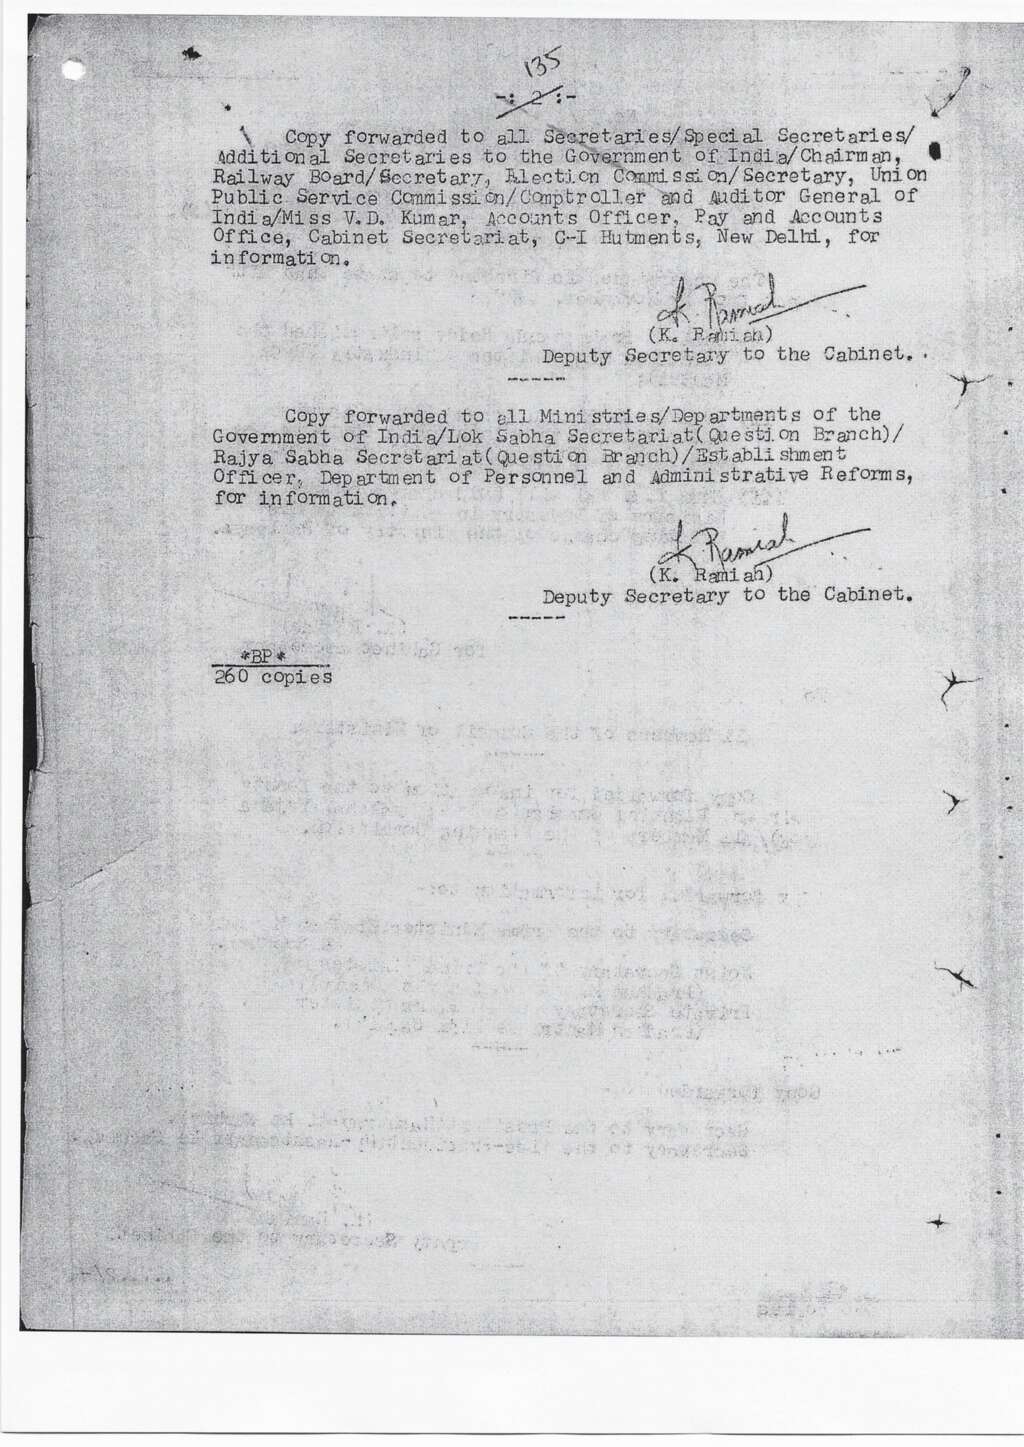 135
-: 2 :-
Copy forwarded to all Secretaries/Special Secretaries/
Additional Secretaries to the Government of India/Chairman,
Railway Board/Secretary, Election Commission/Secretary, Union
Public Service Commission/Comptroller and Auditor General of
India/Miss V.D. Kumar, Accounts Officer, Pay and Accounts
Office, Cabinet Secretariat, C-I Hutments, New Delhi, for
information.
K. Ramiah
(K. Ramiah)
Deputy Secretary to the Cabinet.
-----
Copy forwarded to all Ministries/Departments of the
Government of India/Lok Sabha Secretariat(Question Branch)/
Rajya Sabha Secretariat(Question Branch)/Establishment
Officer, Department of Personnel and Administrative Reforms,
for information.
K. Ramiah
(K. Ramiah)
Deputy Secretary to the Cabinet.
-----
*BP*
260 copies